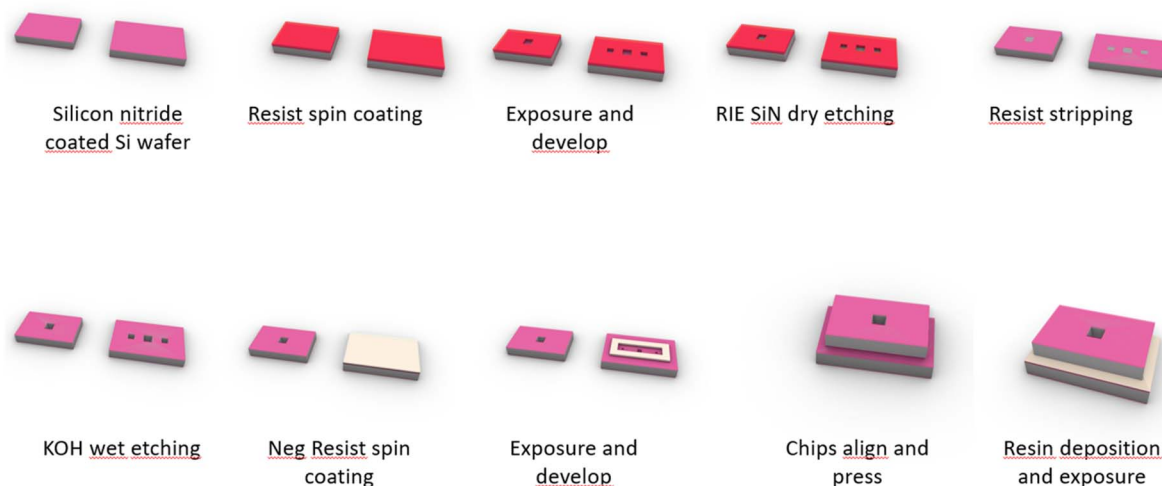 Silicon nitride
coated Si wafer
Resist spin coating
Exposure and
develop
RIE SiN dry etching
Resist stripping
KOH wet etching
Neg Resist spin
coating
Exposure and
develop
Chips align and
press
Resin deposition
and exposure